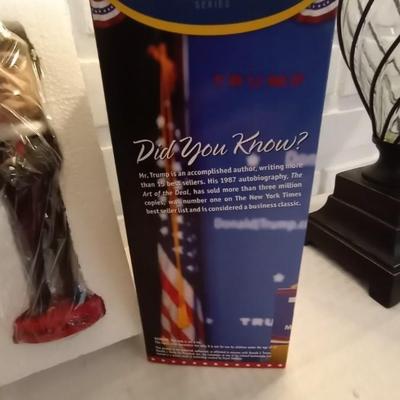 SERIES
TRUMP
Did You Know?
Mr. Trump is an accomplished author, writing more
than 15 best sellers. His 1987 autobiography, The
Art of the Deal, has sold more than three million
copies, was number one on The New York Times
best seller list and is considered a business classic.
DonaldTrump.c
TRU
M